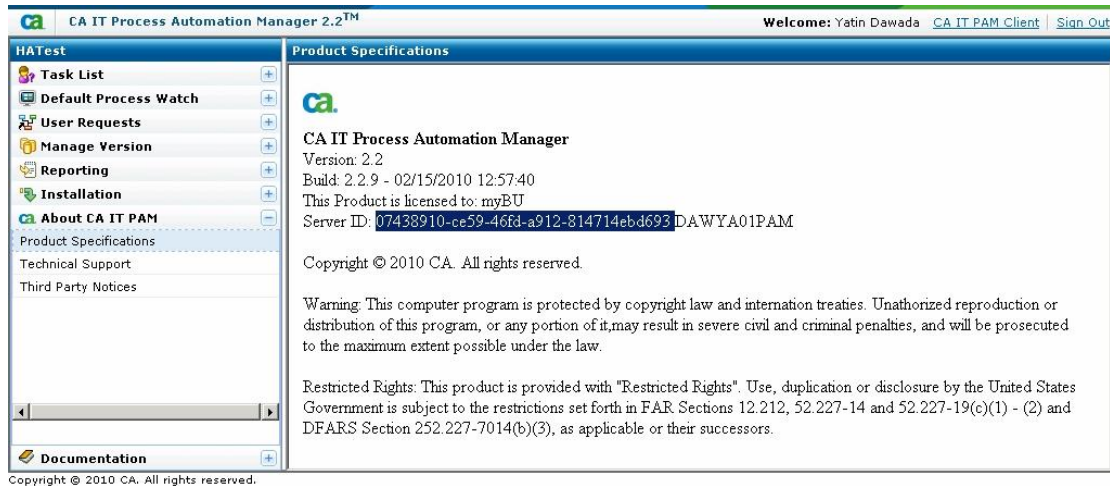 ca CA IT Process Automation Manager 2.2TM
Welcome: Yatin Dawada CA IT PAM Client Sign Out
HATest
Task List
Default Process Watch
User Requests
Manage Version
Reporting
Installation
ca About CA IT PAM
Product Specifications
Technical Support
Third Party Notices
Documentation
Product Specifications
ca.
CA IT Process Automation Manager
Version: 2.2
Build: 2.2.9 - 02/15/2010 12:57:40
This Product is licensed to: myBU
Server ID: 07438910-ce59-46fd-a912-814714ebd693 DAWYA01PAM
Copyright © 2010 CA. All rights reserved.
Warning: This computer program is protected by copyright law and internation treaties. Unathorized reproduction or
distribution of this program, or any portion of it,may result in severe civil and criminal penalties, and will be prosecuted
to the maximum extent possible under the law.
Restricted Rights: This product is provided with "Restricted Rights". Use, duplication or disclosure by the United States
Government is subject to the restrictions set forth in FAR Sections 12.212, 52.227-14 and 52.227-19(c)(1) - (2) and
DFARS Section 252.227-7014(b)(3), as applicable or their successors.
Copyright © 2010 CA. All rights reserved.